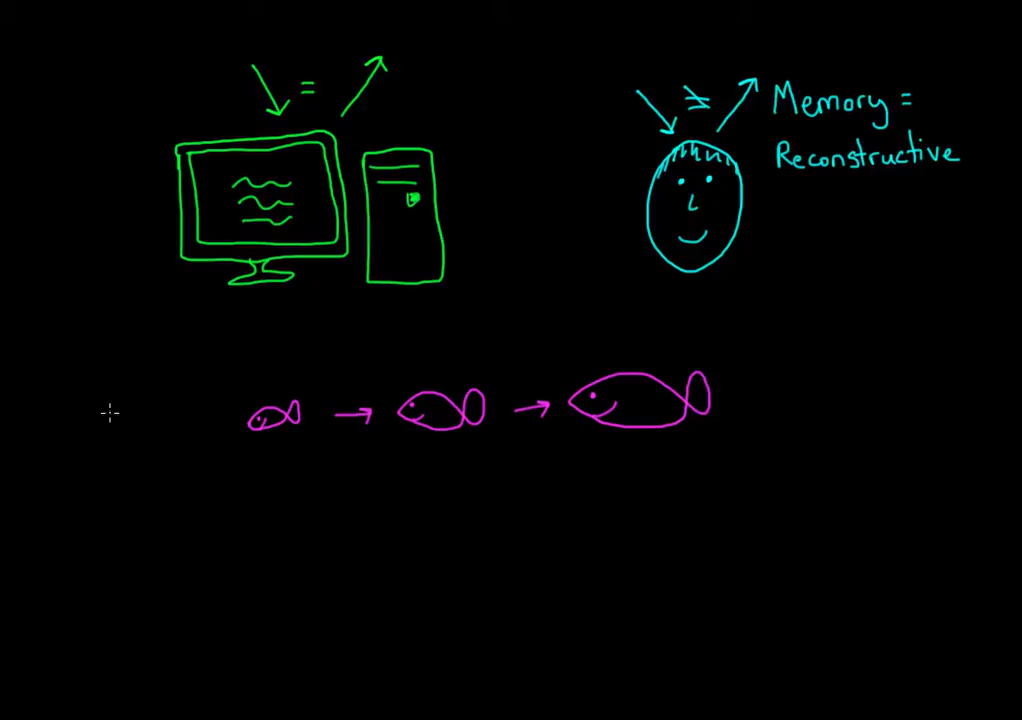 =
≠
Memory =
Reconstructive